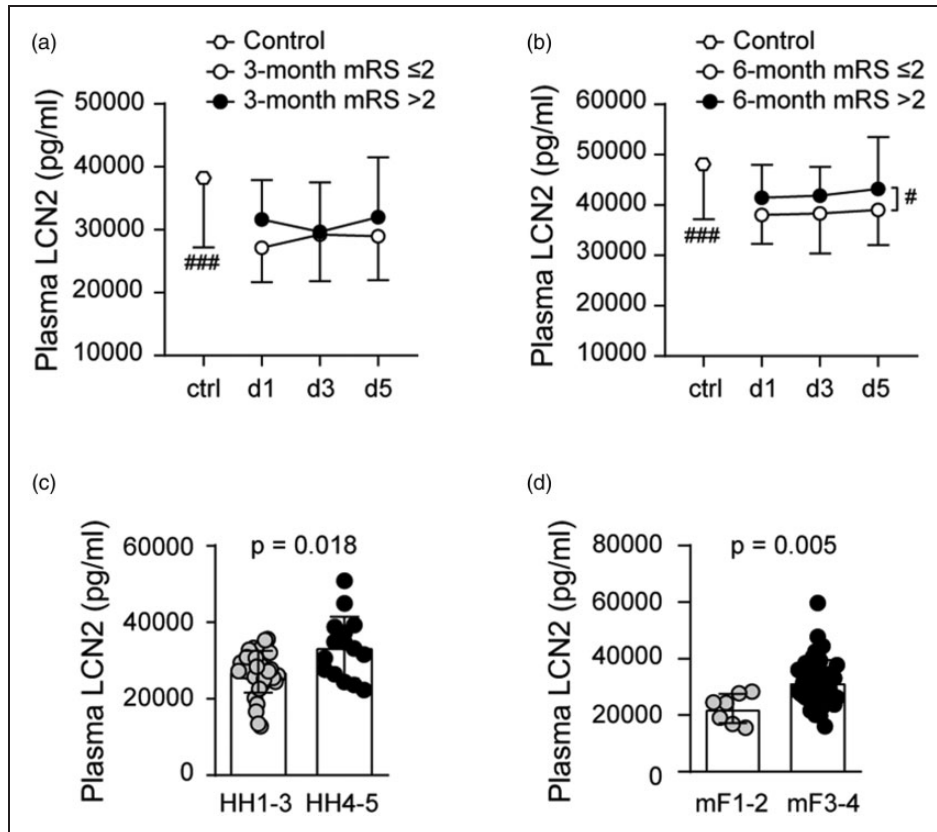 (a)
Control
3-month mRS ≤2
3-month mRS >2
Plasma LCN2 (pg/ml)
50000
40000
30000
20000
10000
###
ctrl d1 d3 d5
(b)
Control
6-month mRS ≤2
6-month mRS >2
Plasma LCN2 (pg/ml)
60000
50000
40000
30000
20000
10000
###
#
ctrl d1 d3 d5
(c)
p = 0.018
Plasma LCN2 (pg/ml)
60000
40000
20000
0
HH1-3 HH4-5
(d)
p = 0.005
Plasma LCN2 (pg/ml)
80000
60000
40000
20000
0
mF1-2 mF3-4